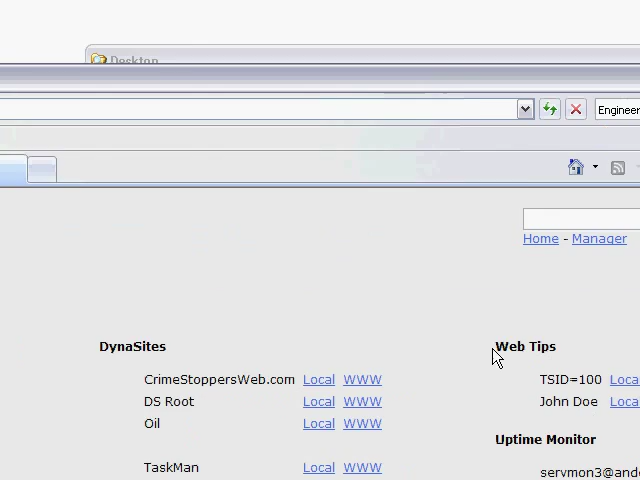 Desktop
Engineer
Home - Manager
DynaSites
Web Tips
CrimeStoppersWeb.com Local WWW
TSID=100 Loca
DS Root Local WWW
John Doe Loca
Oil Local WWW
Uptime Monitor
TaskMan Local WWW
servmon3@ande